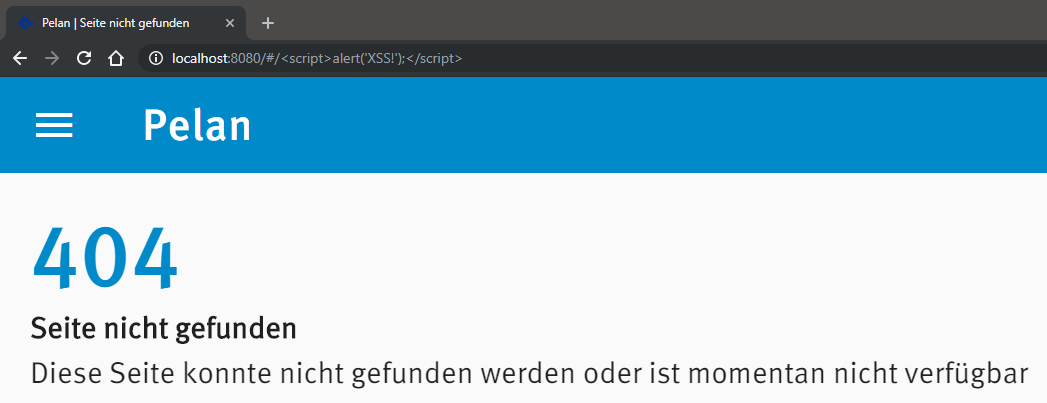 Pelan | Seite nicht gefunden
localhost:8080/#/<script>alert('XSS!');</script>
Pelan
404
Seite nicht gefunden
Diese Seite konnte nicht gefunden werden oder ist momentan nicht verfügbar